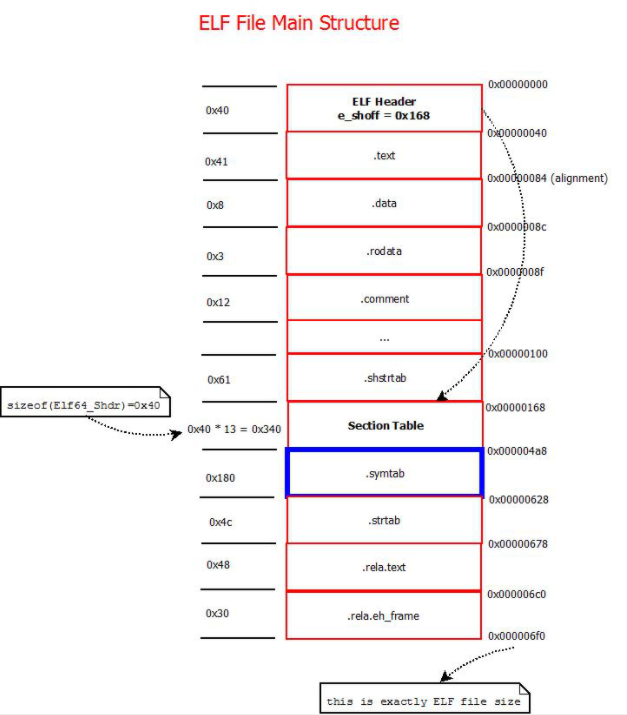 ELF File Main Structure
0x00000000
0x40
ELF Header
e_shoff = 0x168
0x00000040
0x41
.text
0x00000084 (alignment)
0x8
.data
0x0000008c
0x3
.rodata
0x0000008f
0x12
.comment
...
0x00000100
0x61
.shstrtab
0x00000168
sizeof(Elf64_Shdr)=0x40
0x40 * 13 = 0x340
Section Table
0x000004a8
0x180
.symtab
0x00000628
0x4c
.strtab
0x00000678
0x48
.rela.text
0x000006c0
0x30
.rela.eh_frame
0x000006f0
this is exactly ELF file size